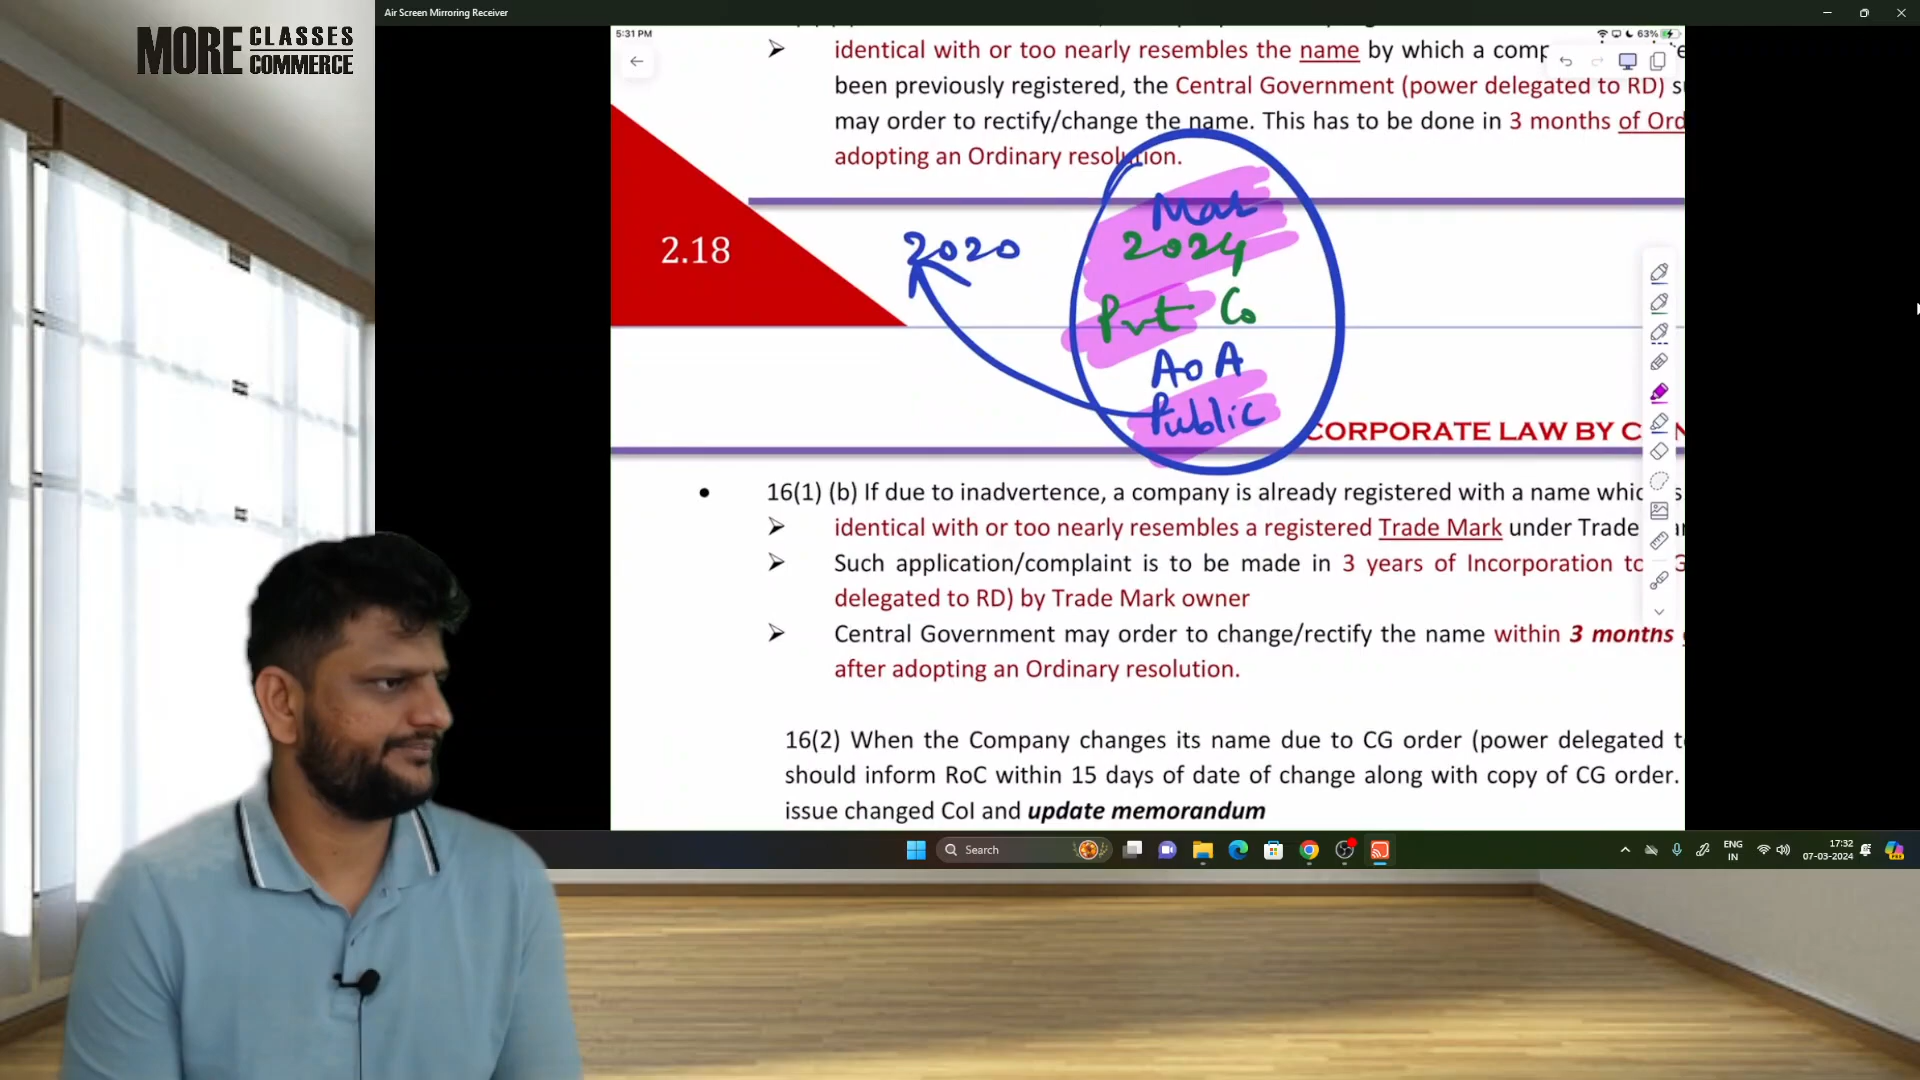 Air Screen Mirroring Receiver
MORE CLASSES COMMERCE
5:31 PM
63%
identical with or too nearly resembles the name by which a comp
been previously registered, the Central Government (power delegated to RD)
may order to rectify/change the name. This has to be done in 3 months of Ord
adopting an Ordinary resolution.
2.18
2020
Mar
2024
Pvt Co
AoA
Public
CORPORATE LAW BY C
16(1) (b) If due to inadvertence, a company is already registered with a name
identical with or too nearly resembles a registered Trade Mark under Trade
Such application/complaint is to be made in 3 years of Incorporation to
delegated to RD) by Trade Mark owner
Central Government may order to change/rectify the name within 3 months
after adopting an Ordinary resolution.
16(2) When the Company changes its name due to CG order (power delegated
should inform RoC within 15 days of date of change along with copy of CG order.
issue changed CoI and update memorandum
Search
ENG
IN
17:32
07-03-2024